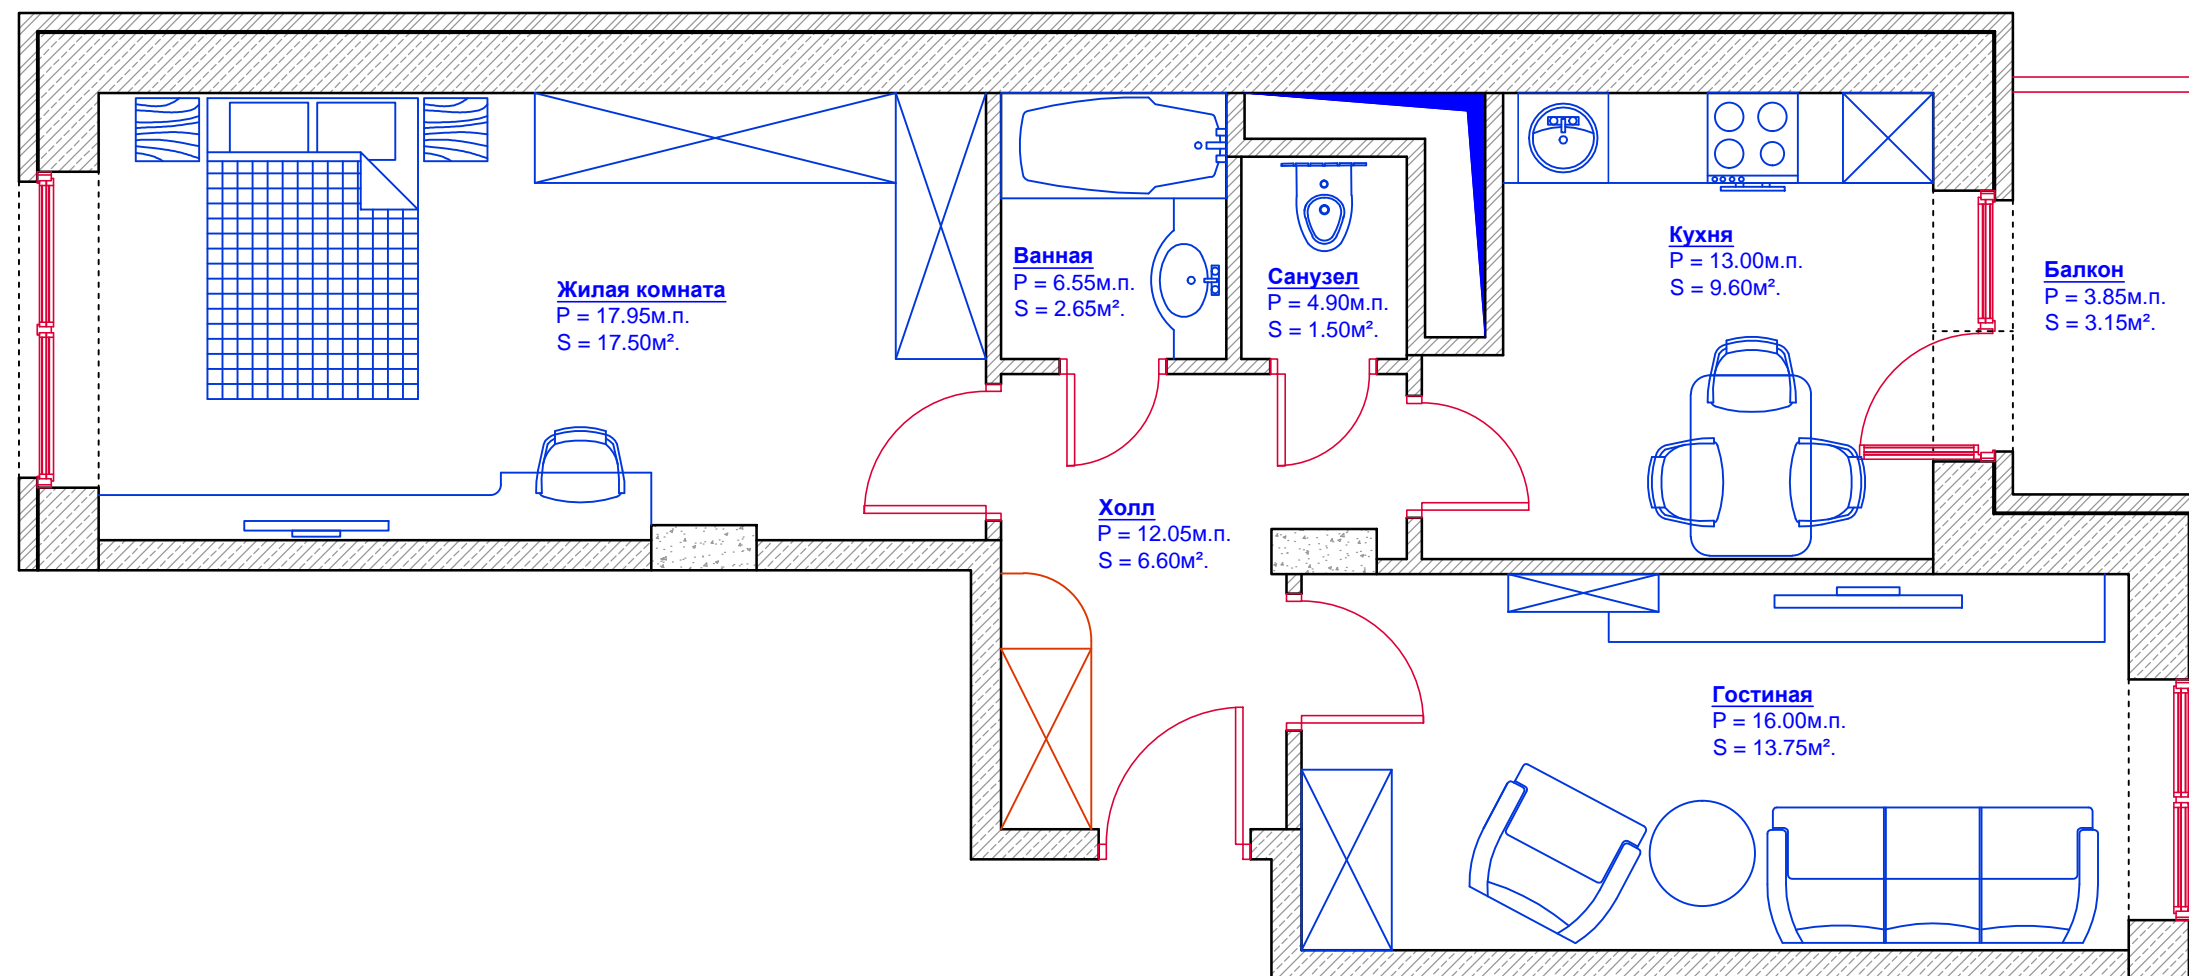 Жилая комната
P = 17.95м.п.
S = 17.50м².
Ванная
P = 6.55м.п.
S = 2.65м².
Санузел
P = 4.90м.п.
S = 1.50м².
Кухня
P = 13.00м.п.
S = 9.60м².
Балкон
P = 3.85м.п.
S = 3.15м².
Холл
P = 12.05м.п.
S = 6.60м².
Гостиная
P = 16.00м.п.
S = 13.75м².